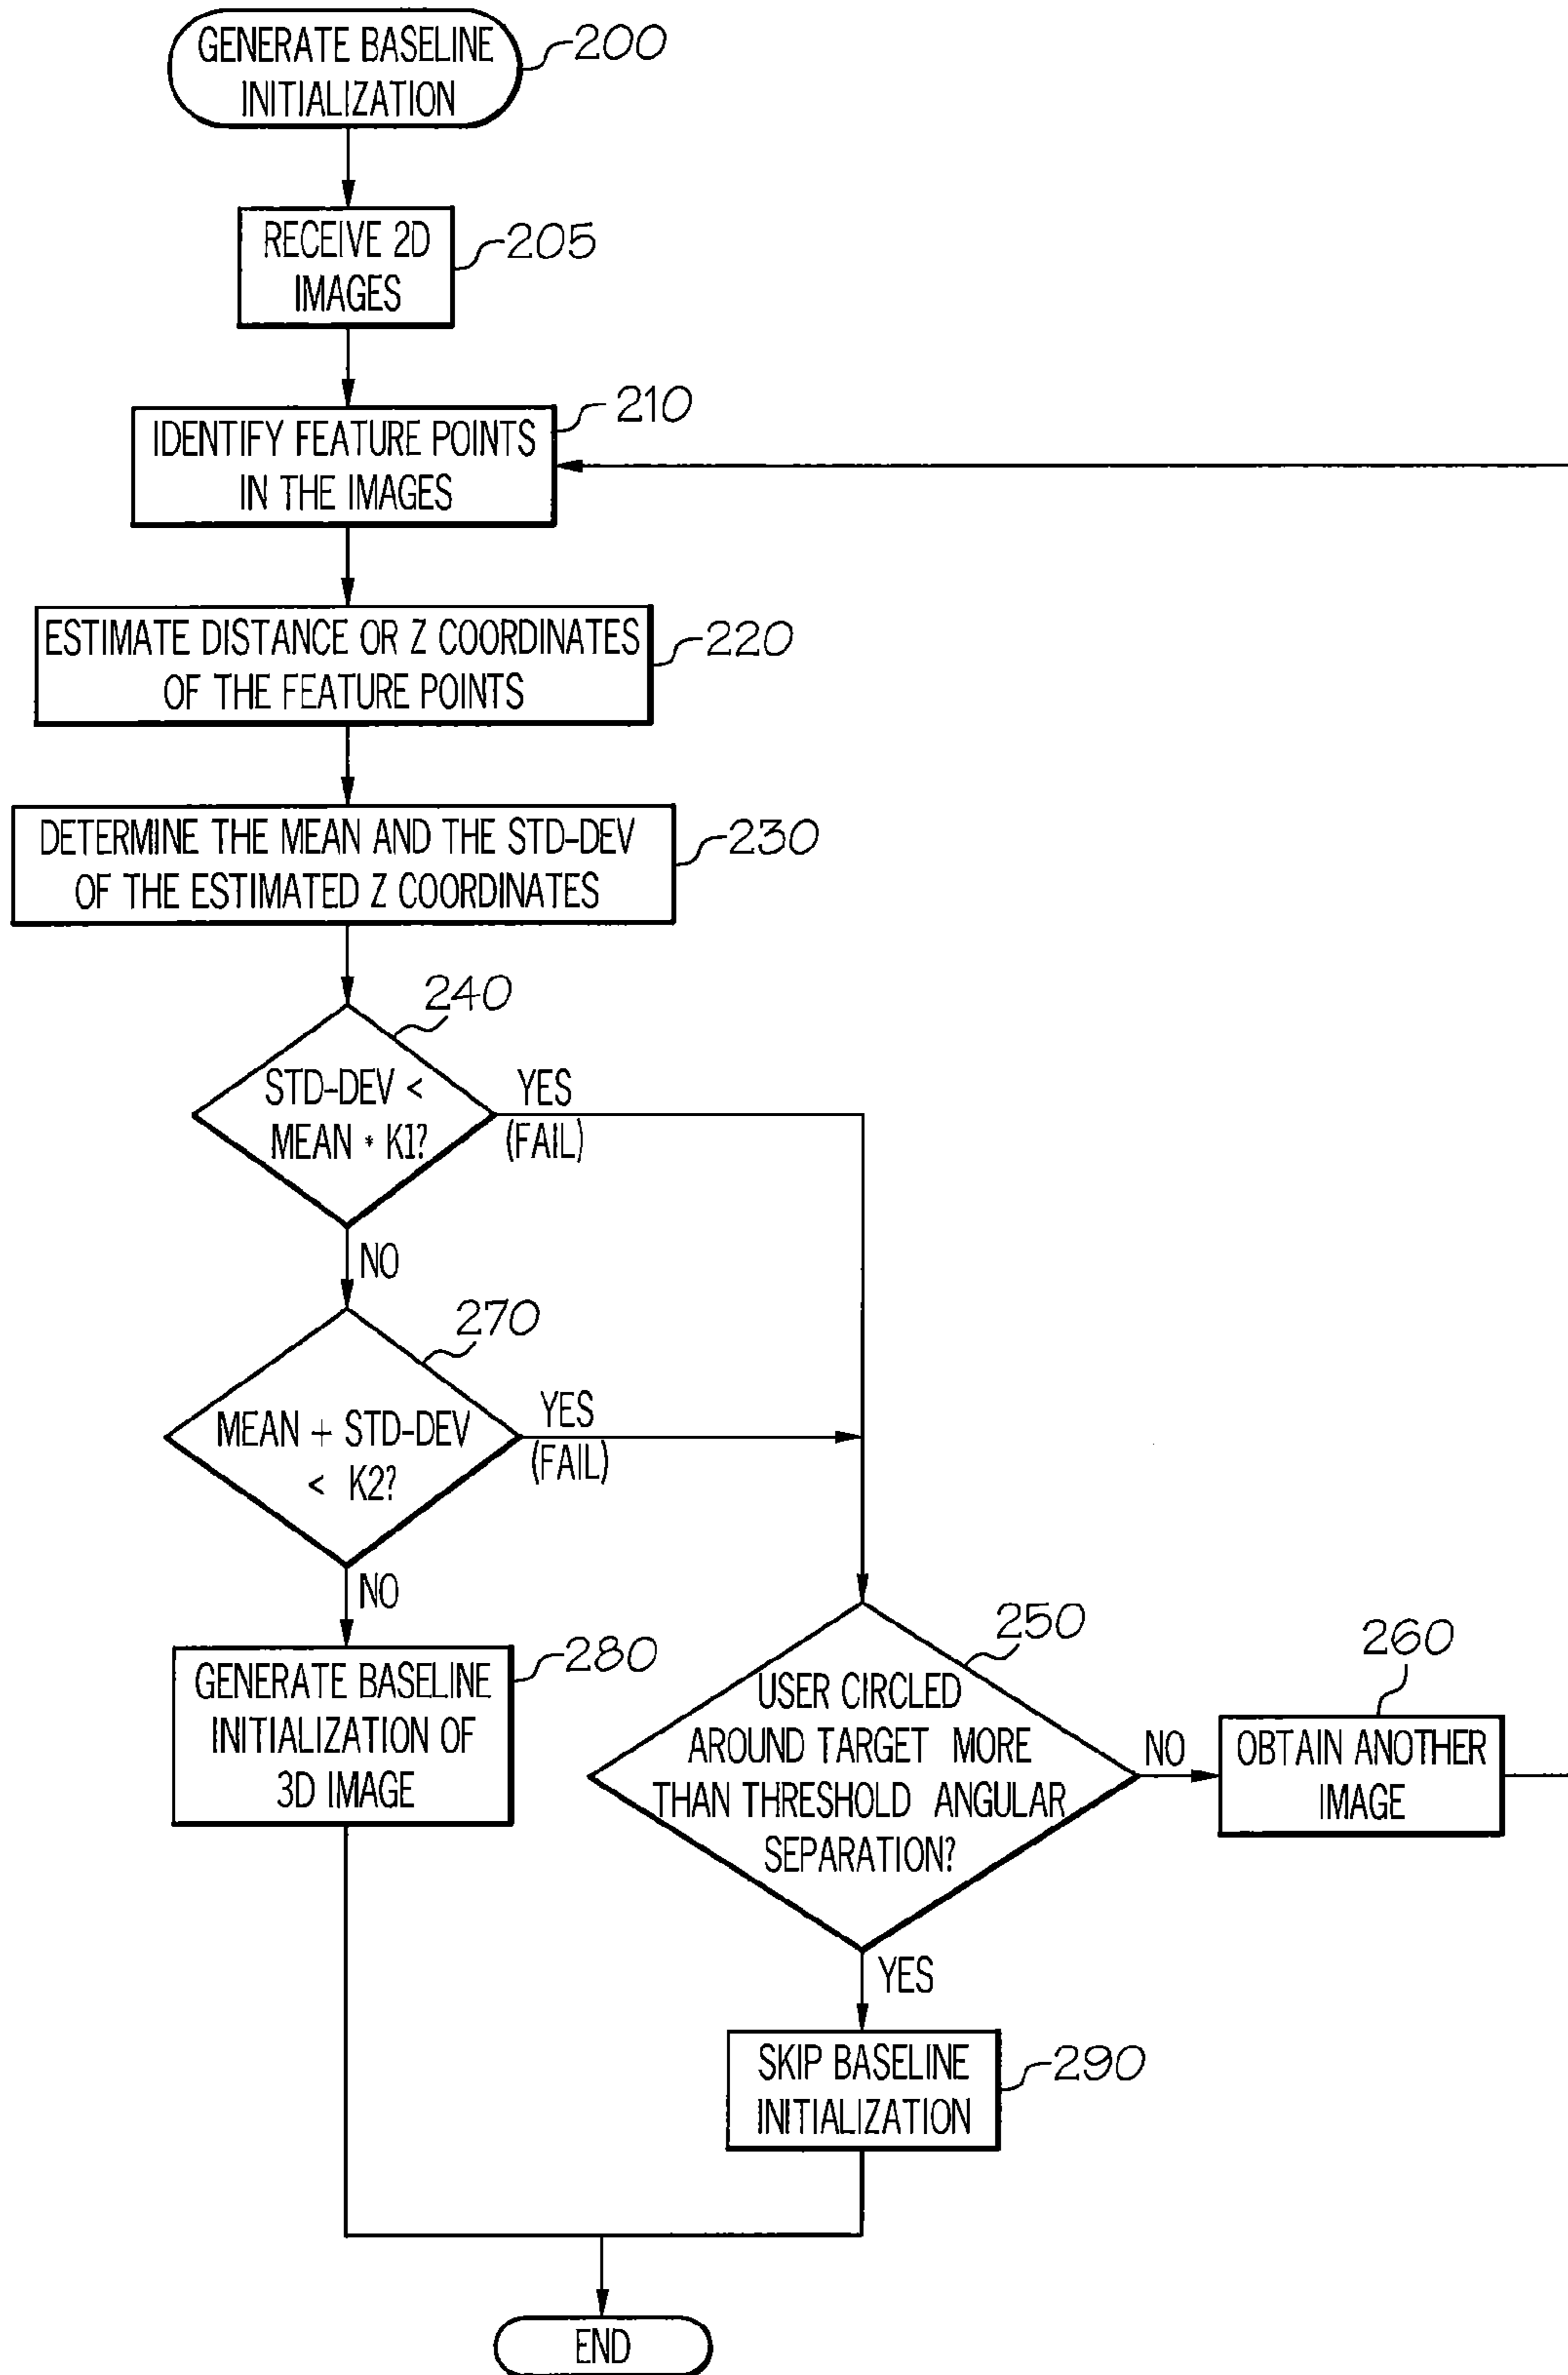 GENERATE BASELINE
INITIALIZATION
200
RECEIVE 2D
IMAGES
205
IDENTIFY FEATURE POINTS
IN THE IMAGES
210
ESTIMATE DISTANCE OR Z COORDINATES
OF THE FEATURE POINTS
220
DETERMINE THE MEAN AND THE STD-DEV
OF THE ESTIMATED Z COORDINATES
230
240
STD-DEV <
MEAN * K1?
YES
(FAIL)
NO
270
MEAN + STD-DEV
< K2?
YES
(FAIL)
NO
280
GENERATE BASELINE
INITIALIZATION OF
3D IMAGE
250
USER CIRCLED
AROUND TARGET MORE
THAN THRESHOLD ANGULAR
SEPARATION?
NO
260
OBTAIN ANOTHER
IMAGE
YES
SKIP BASELINE
INITIALIZATION
290
END